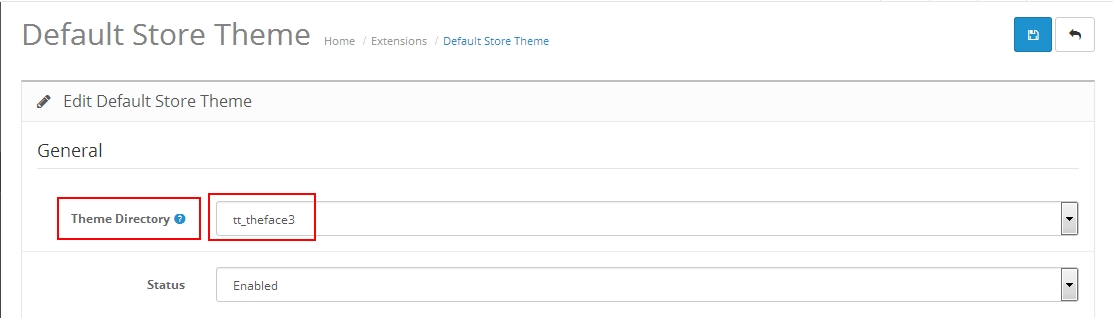 Default Store Theme Home / Extensions / Default Store Theme
Edit Default Store Theme
General
Theme Directory ? tt_theface3
Status Enabled